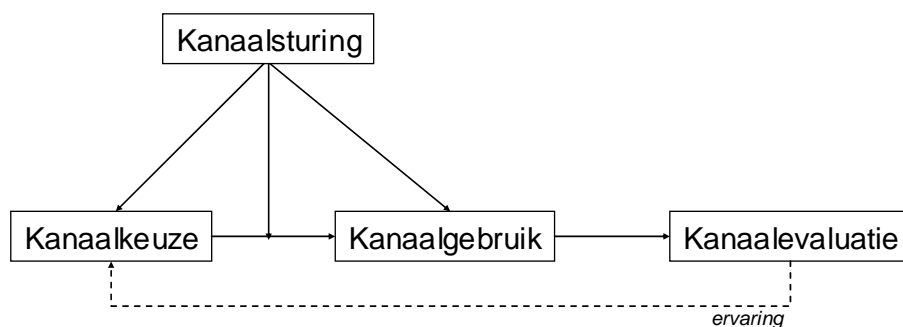 Kanaalsturing
Kanaalkeuze
Kanaalgebruik
Kanaalevaluatie
ervaring